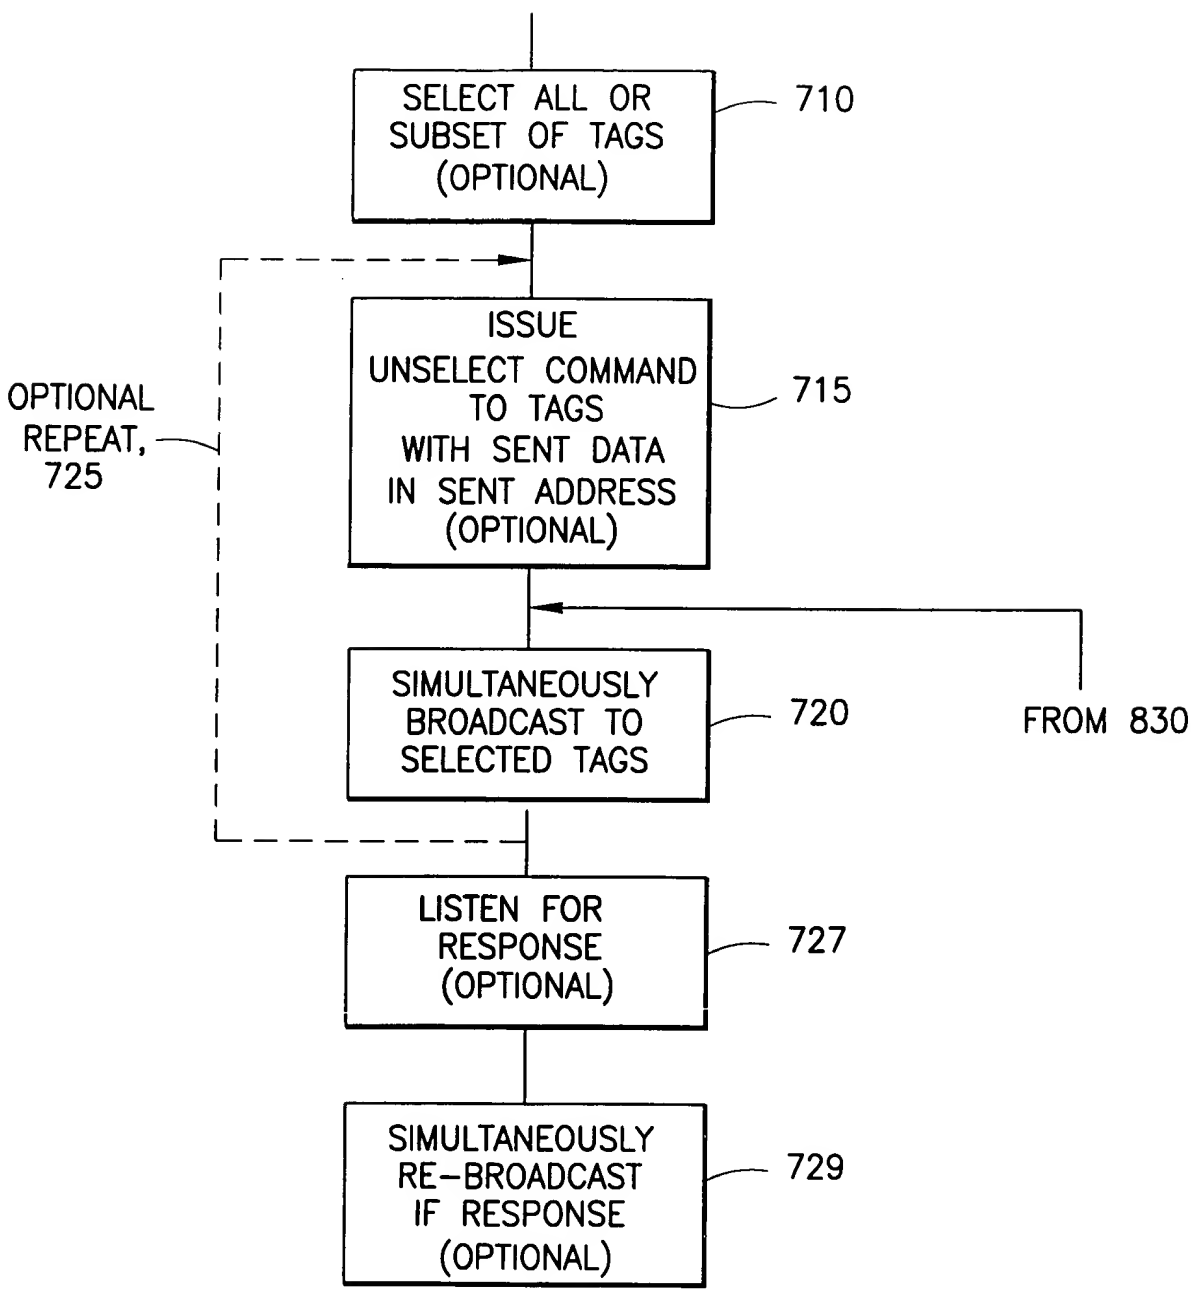 SELECT ALL OR
SUBSET OF TAGS
(OPTIONAL)
710
ISSUE
UNSELECT COMMAND
TO TAGS
WITH SENT DATA
IN SENT ADDRESS
(OPTIONAL)
715
OPTIONAL
REPEAT,
725
SIMULTANEOUSLY
BROADCAST TO
SELECTED TAGS
720
FROM 830
LISTEN FOR
RESPONSE
(OPTIONAL)
727
SIMULTANEOUSLY
RE-BROADCAST
IF RESPONSE
(OPTIONAL)
729